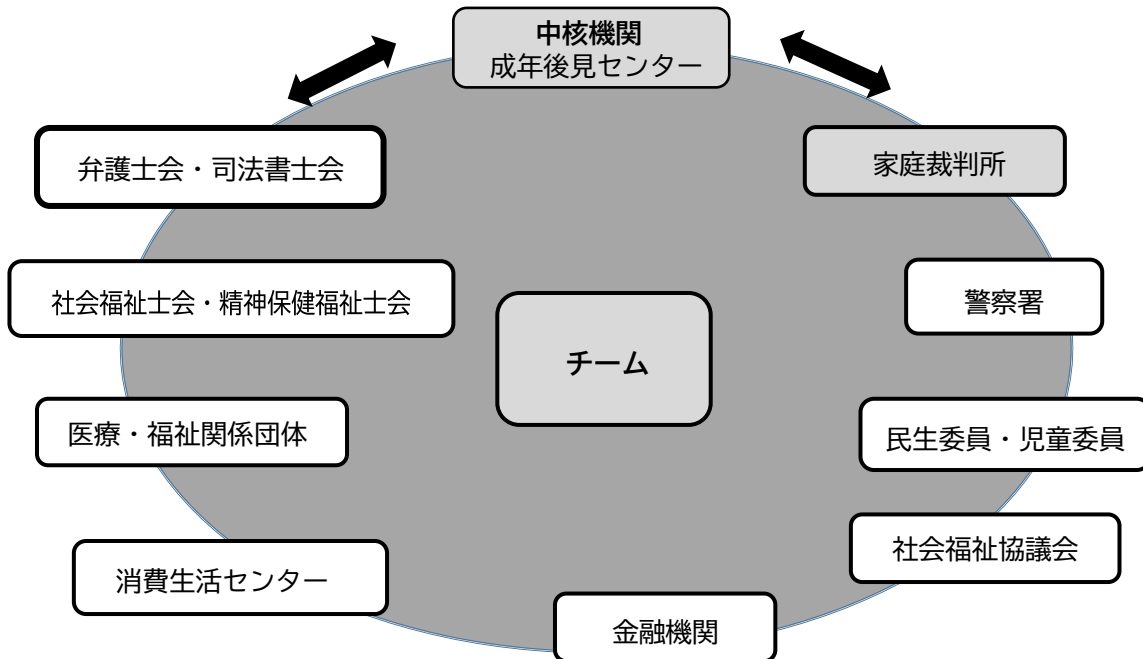 中核機関
成年後見センター
弁護士会・司法書士会
家庭裁判所
社会福祉士会・精神保健福祉士会
警察署
チーム
医療・福祉関係団体
民生委員・児童委員
社会福祉協議会
消費生活センター
金融機関